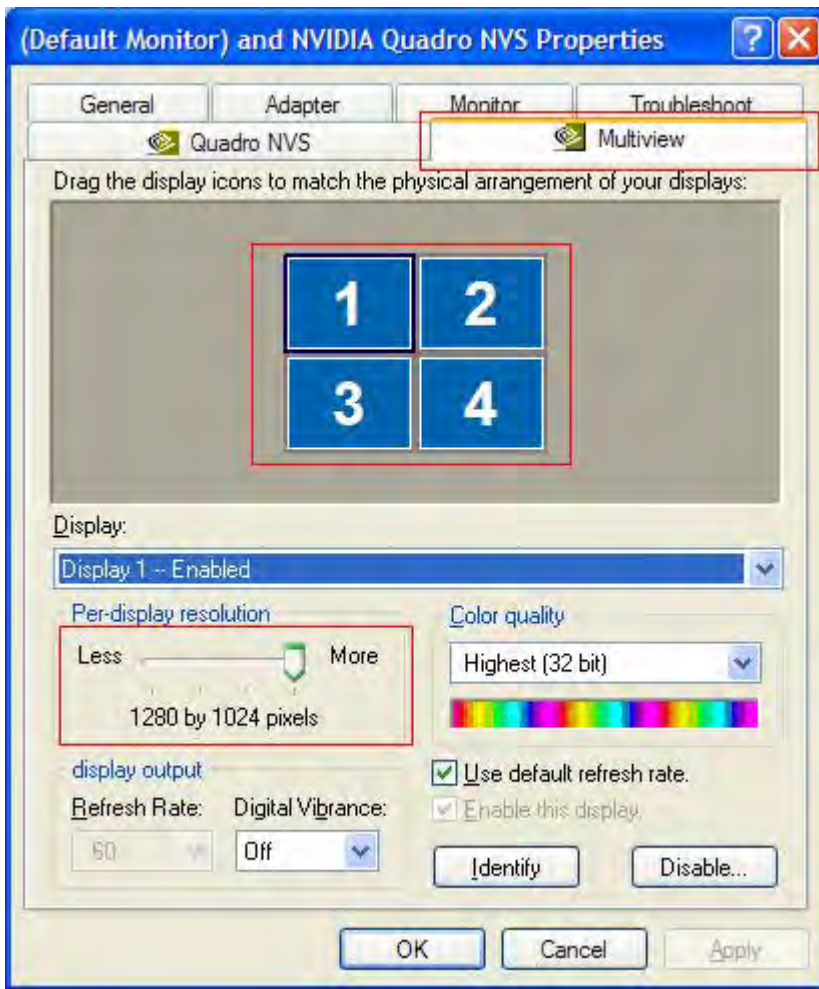 (Default Monitor) and NVIDIA Quadro NVS Properties
General Adapter Monitor Troubleshoot
Quadro NVS Multiview
Drag the display icons to match the physical arrangement of your displays:
1 2
3 4
Display:
Display 1 -- Enabled
Per-display resolution
Less More
1280 by 1024 pixels
Color quality
Highest (32 bit)
display output
Refresh Rate: Digital Vibrance:
60 Off
Use default refresh rate.
Enable this display.
Identify Disable...
OK Cancel Apply